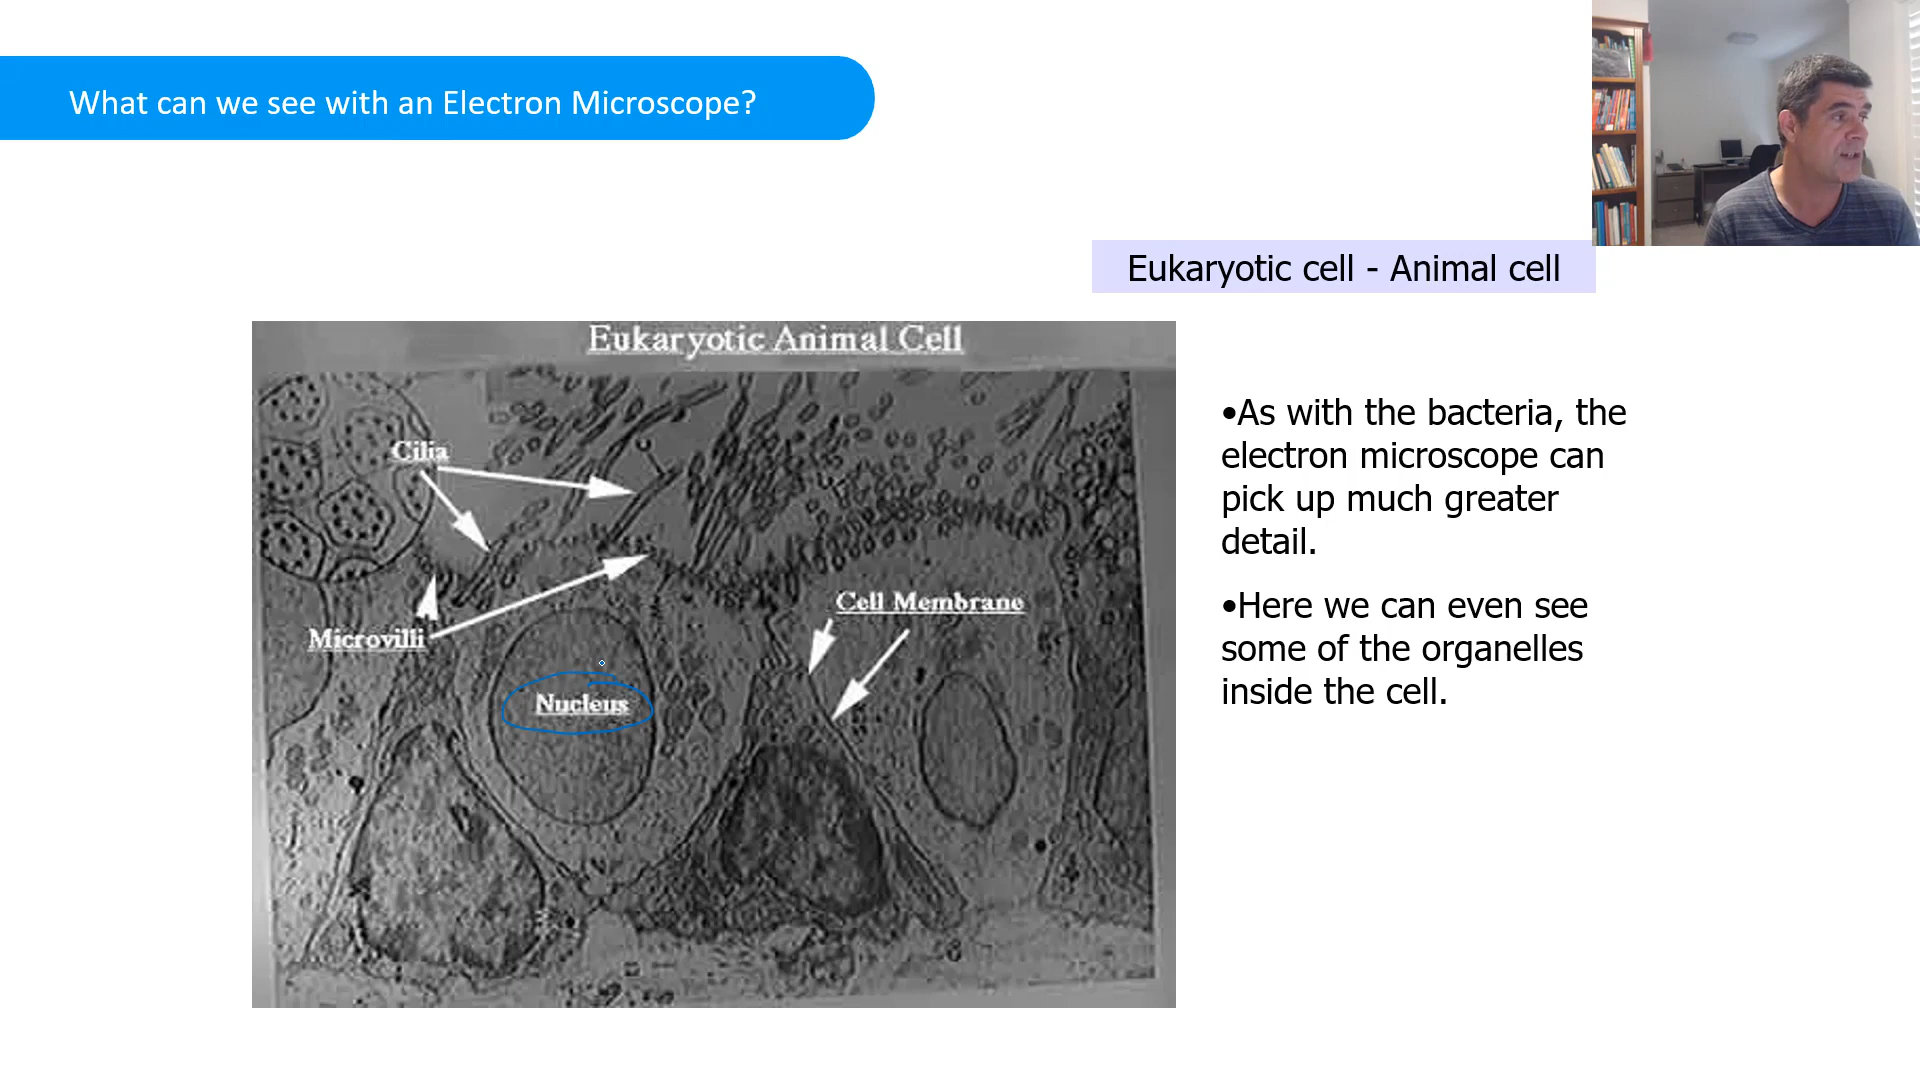 What can we see with an Electron Microscope?
Eukaryotic cell - Animal cell
Eukaryotic Animal Cell
Cilia
Cell Membrane
Microvilli
Nucleus
•As with the bacteria, the
electron microscope can
pick up much greater
detail.
•Here we can even see
some of the organelles
inside the cell.